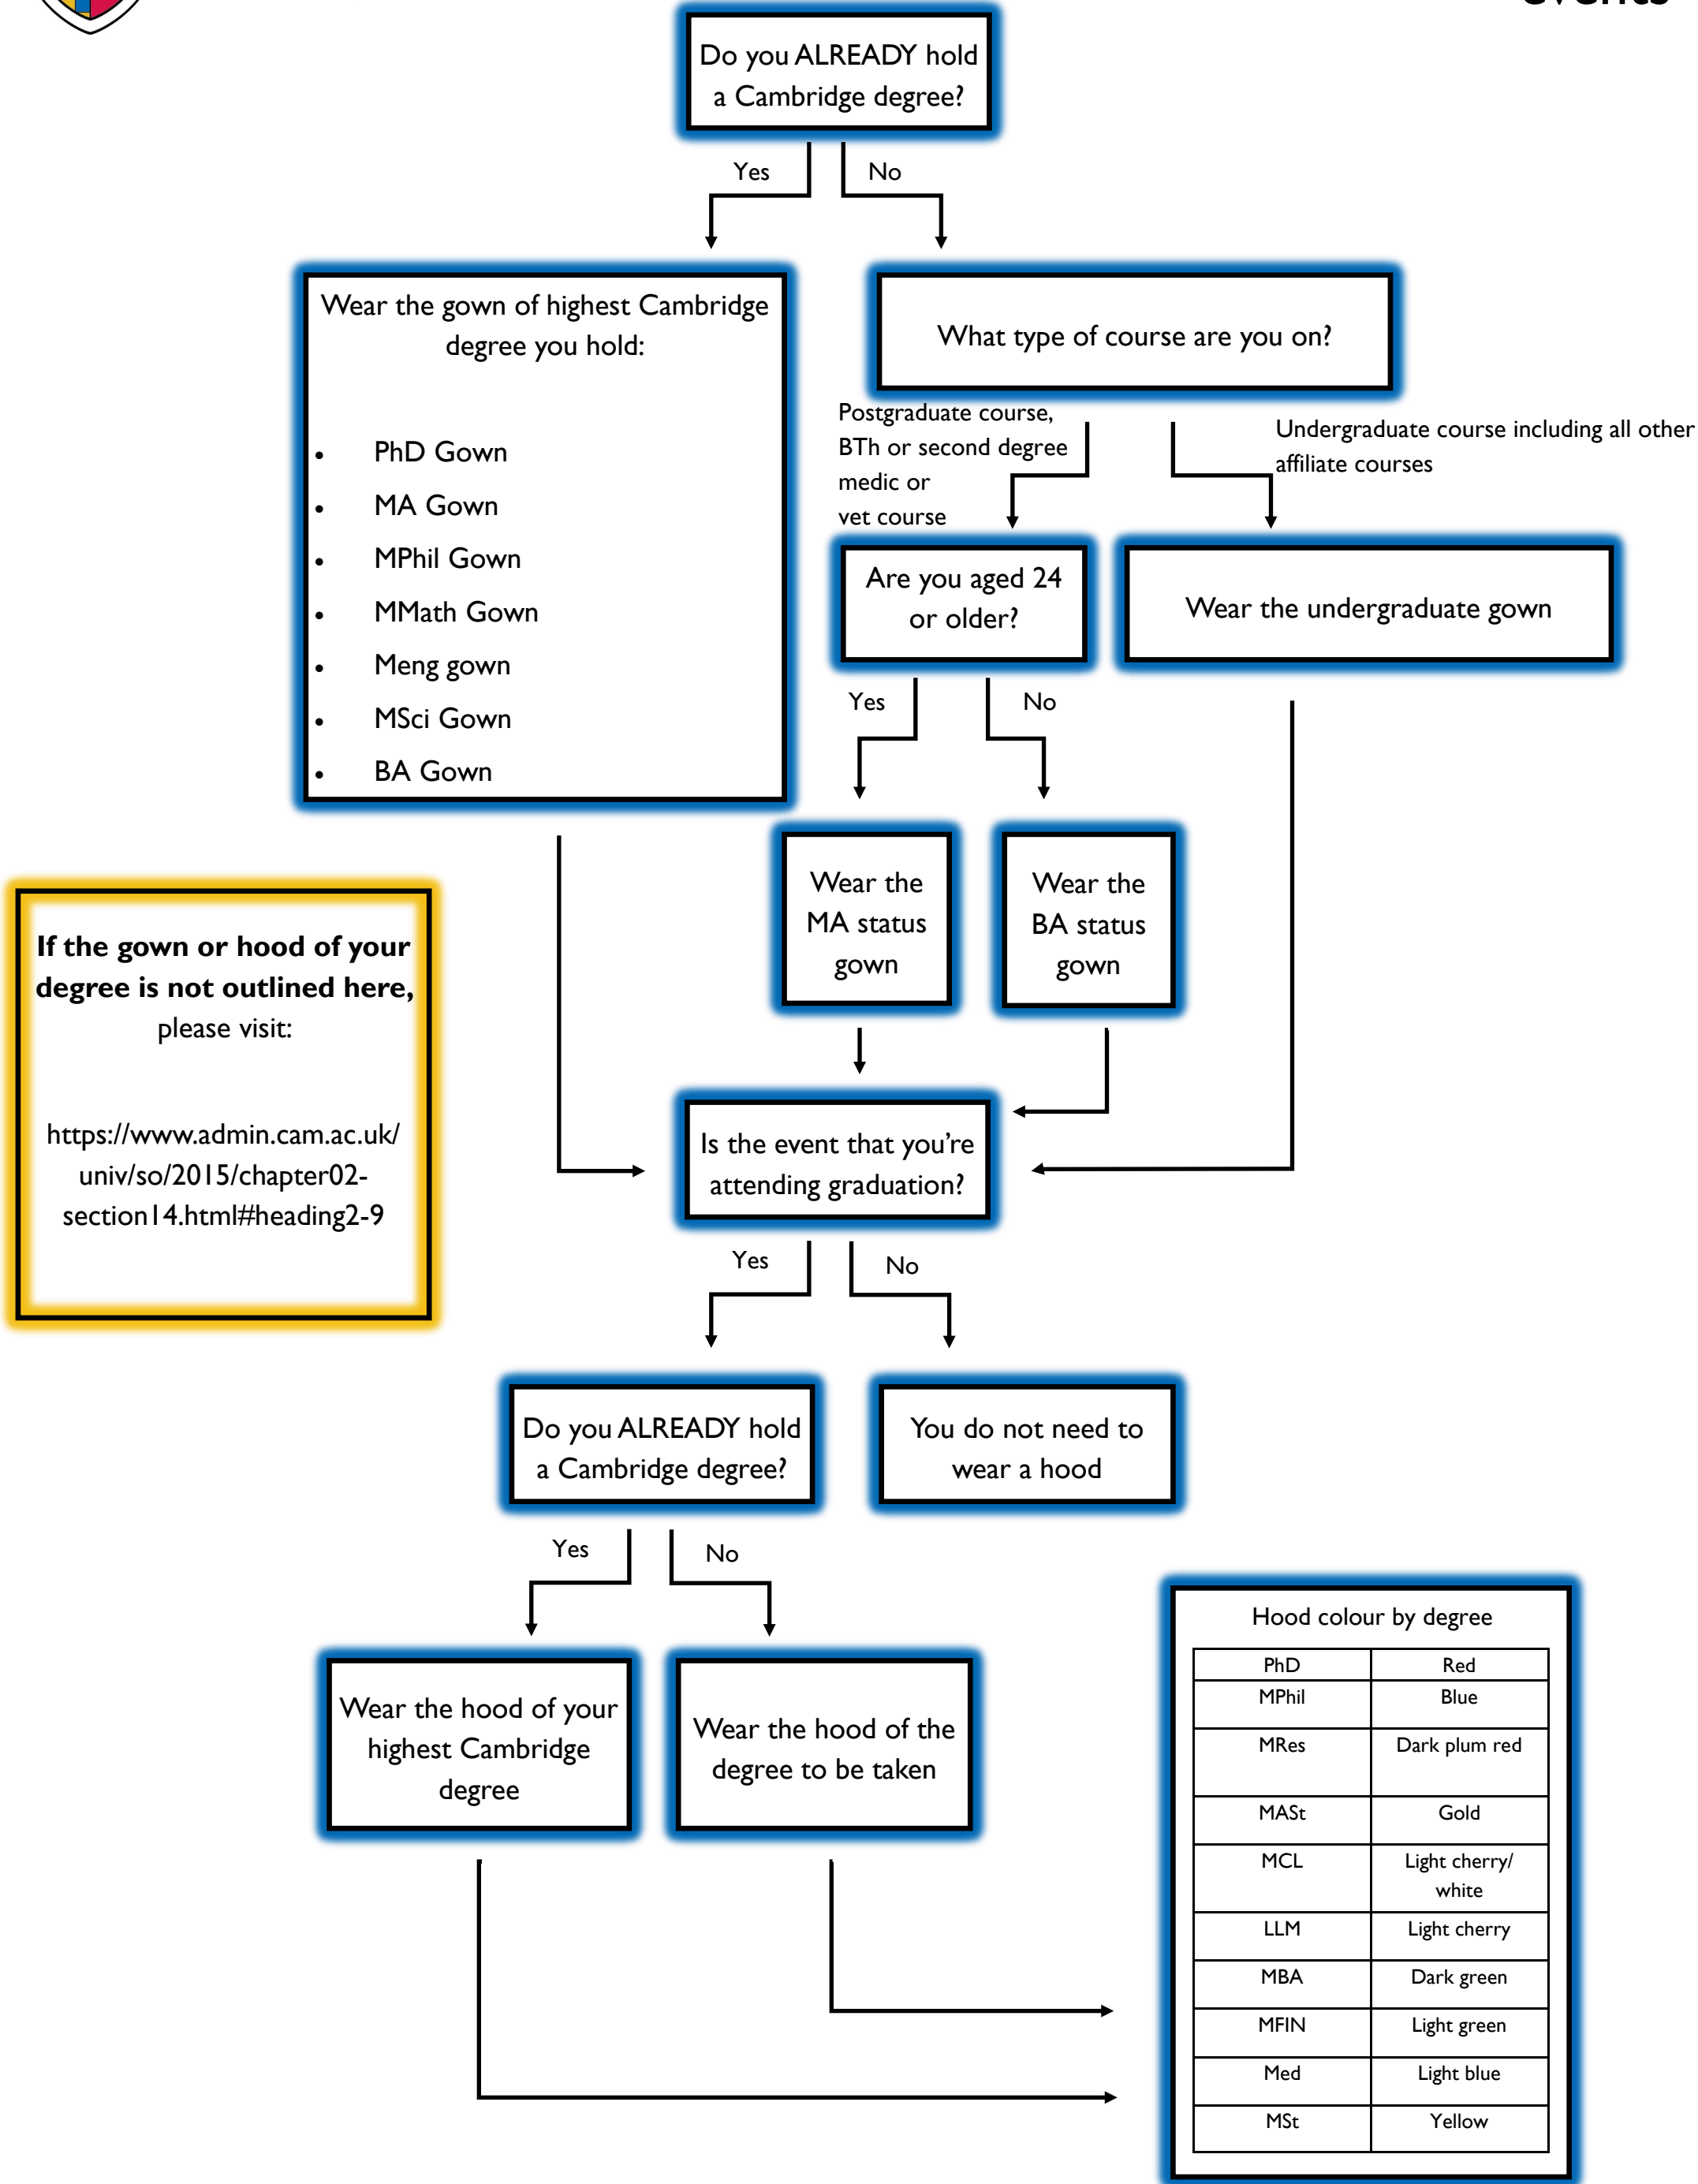 events
Do you ALREADY hold
a Cambridge degree?
Yes
No
Wear the gown of highest Cambridge
degree you hold:
• PhD Gown
• MA Gown
• MPhil Gown
• MMath Gown
• Meng gown
• MSci Gown
• BA Gown
What type of course are you on?
Postgraduate course,
BTh or second degree
medic or
vet course
Undergraduate course including all other
affiliate courses
Are you aged 24
or older?
Wear the undergraduate gown
Yes
No
Wear the
MA status
gown
Wear the
BA status
gown
If the gown or hood of your
degree is not outlined here,
please visit:
https://www.admin.cam.ac.uk/
univ/so/2015/chapter02-
section14.html#heading2-9
Is the event that you’re
attending graduation?
Yes
No
Do you ALREADY hold
a Cambridge degree?
You do not need to
wear a hood
Yes
No
Wear the hood of your
highest Cambridge
degree
Wear the hood of the
degree to be taken
Hood colour by degree
PhD Red
MPhil Blue
MRes Dark plum red
MASt Gold
MCL Light cherry/
white
LLM Light cherry
MBA Dark green
MFIN Light green
Med Light blue
MSt Yellow